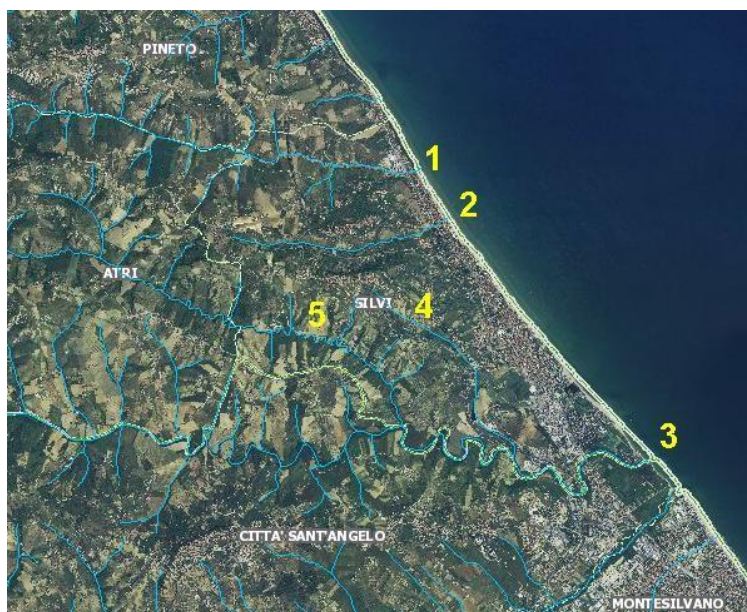 PINETO
1
2
ATRI
SILVI
4
5
3
CITTA' SANT'ANGELO
MONTESILVANO